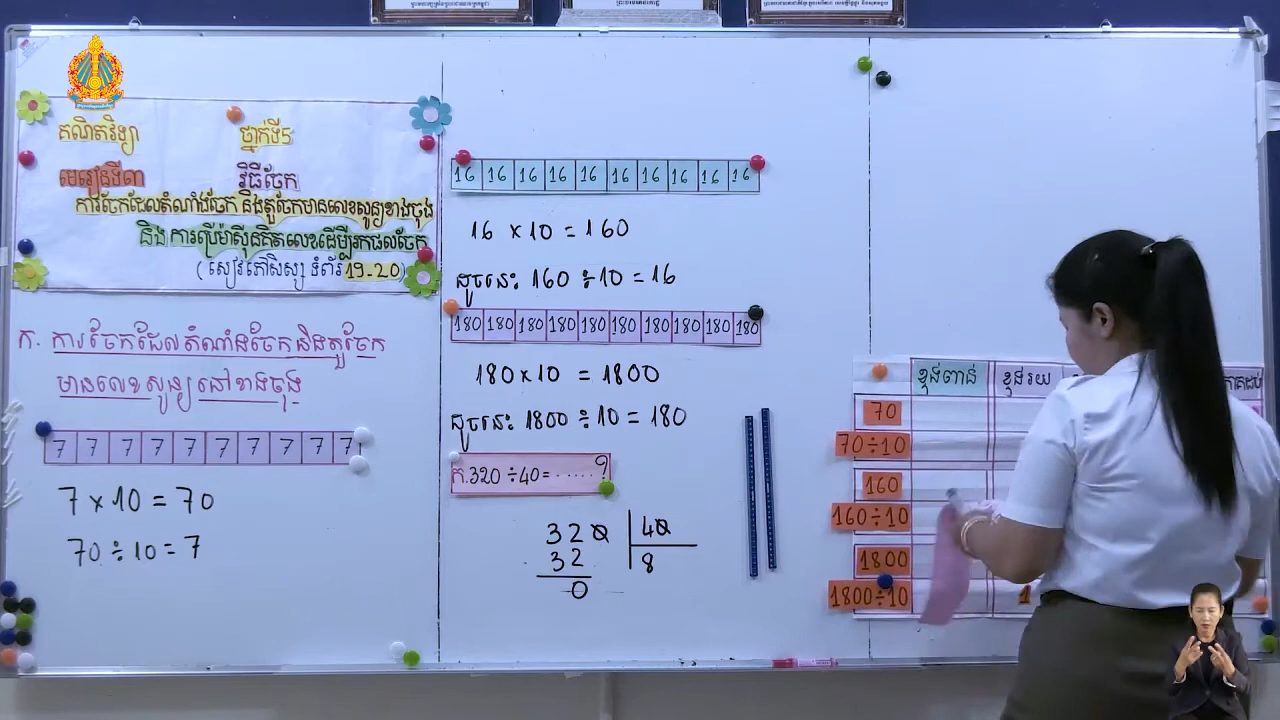 គណិតវិទ្យា
ថ្នាក់ទី5
មេរៀនទី៣
វិធីចែក
ការចែកដែលតំណាំងចែក និងតួចែកមានលេខសូន្យខាងចុង
និង ការប្រើម៉ាស៊ីនគិតលេខដើម្បីរកផលចែក
( សៀវភៅសិស្ស ទំព័រ 19-20)
ក. ការចែកដែលតំណាំងចែកនិងតួចែក
មានលេខសូន្យនៅខាងចុង
7 7 7 7 7 7 7 7 7 7
7 × 10 = 70
70 ÷ 10 = 7
16 16 16 16 16 16 16 16 16 16
16 × 10 = 160
ដូចនេះ 160 ÷ 10 = 16
180 180 180 180 180 180 180 180 180 180
180 × 10 = 1800
ដូចនេះ 1800 ÷ 10 = 180
ក. 320 ÷ 40 = ...... ?
320 40
32 8
0
ខ្ទង់ពាន់ ខ្ទង់រយ
70
70÷10
160
160÷10
1800
1800÷10 1